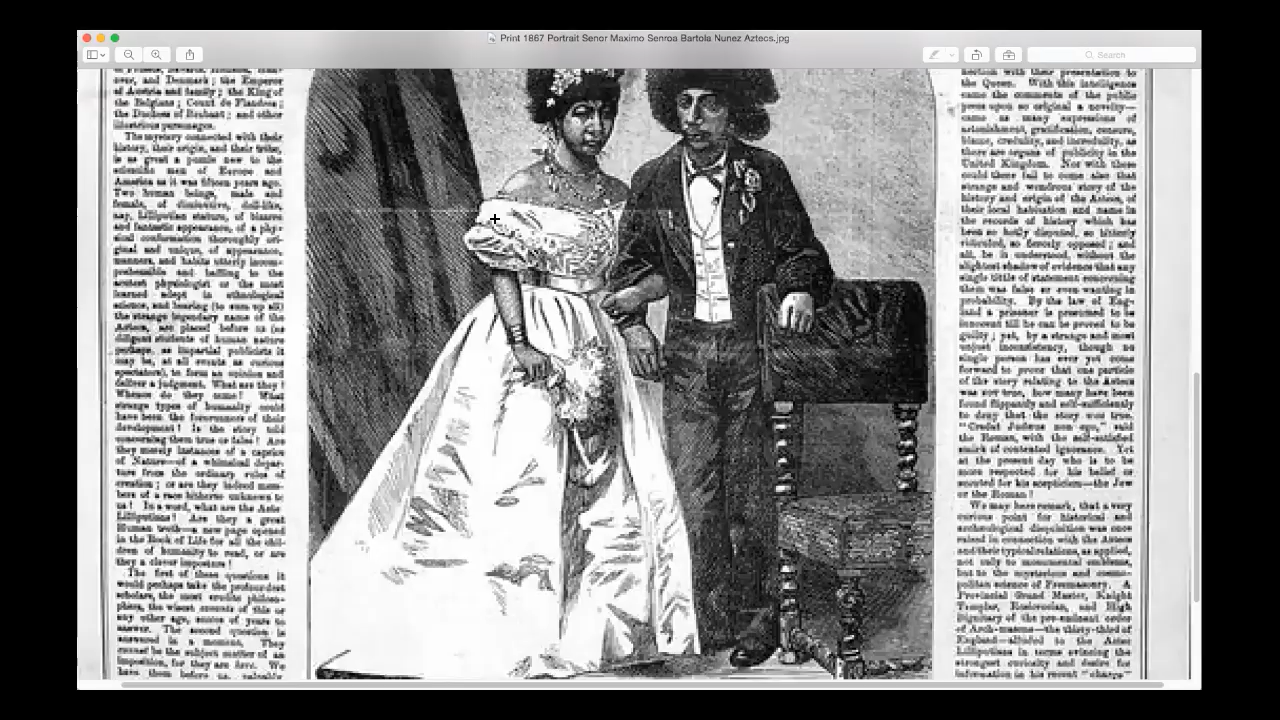 Print 1867 Portrait Senor Maximo Senroa Bartola Nunez Aztecs.jpg
Search
over, and Denmark; the Emperor
of Austria and family; the King of
the Belgians; Count de Flandres;
the Duchess of Brabant; and other
illustrious personages.
The mystery connected with their
history, their origin, and their tribe,
is as great a puzzle now to the
scientific men of Europe and
America as it was fifteen years ago.
Two human beings, male and
female, of diminutive, doll-like,
nay, Lilliputian stature, of bizarre
and fantastic appearance, of a phy-
sical conformation thoroughly ori-
ginal and unique, of appearance,
manners, and habits utterly incom-
prehensible and baffling to the
acutest physiologist or the most
learned adept in ethnological
science, and bearing (to sum up all)
the strange legendary name of the
Aztecs, are placed before us (as
diligent students of human nature
perhaps, as impartial publicists it
may be, at all events as curious
spectators), to form an opinion and
deliver a judgment. What are they?
Whence do they come? What
strange types of humanity could
have been the forerunners of their
development? Is the story told
concerning them true or false? Are
they merely instances of a caprice
of Nature—of a whimsical depar-
ture from the ordinary rules of
creation; or are they indeed mem-
bers of a race hitherto unknown to
us? In a word, what are the Aztec
Lilliputians? Are they a great
Human truth—a new page opened
in the Book of Life for all the chil-
dren of humanity to read, or are
they a clever imposture?
The first of these questions it
would perhaps take the profoundest
scholars, the most erudite philoso-
phers, the wisest of this or
any other age, of years to
answer. The second question is
answered in a moment. They
cannot be the subject matter of an
imposition, for they are here. We
have them before us,
nection with their presentation to
the Queen. With this intelligence
came the comments of the public
press upon so original a novelty—
came as many expressions of
astonishment, gratification, censure,
blame, credulity, and incredulity, as
there are organs of publicity in the
United Kingdom. Nor with these
could there fail to come also that
strange and wondrous story of the
history and origin of the Aztecs, of
their local habitation and name in
the records of history which has
been so hotly disputed, so bitterly
ridiculed, so fiercely opposed; and
all, be it understood, without the
slightest shadow of evidence that any
single tittle of statement concerning
them was false or even wanting in
probability. By the law of Eng-
land a prisoner is presumed to be
innocent till he can be proved to be
guilty; yet, by a strange and most
unjust inconsistency, though no
single person has ever yet come
forward to prove that one particle
of the story relating to the Aztecs
was not true, how many have been
found flippantly and self-sufficiently
to deny that the story was true.
"Credat Judæus non ego," said
the Roman, with the self-satisfied
smirk of contented ignorance. Yet
at the present day who is to be
more respected for his belief or
scouted for his scepticism—the Jew
or the Roman?
We may here remark, that a very
curious point for historical and
archæological disquisition was once
raised in connection with the Aztecs
and their typical relations, as applied,
not only to monumental emblems,
but to the mysterious and cosmo-
politan science of Freemasonry. A
Provincial Grand Master, Knight
Templar, Rosicrucian, and High
Dignitary of the pre-eminent order
of Arch-masons—the thirty-third of
England—alluded to the Aztec
Lilliputians in terms evincing the
strongest curiosity and desire for
information in his recent "charge"